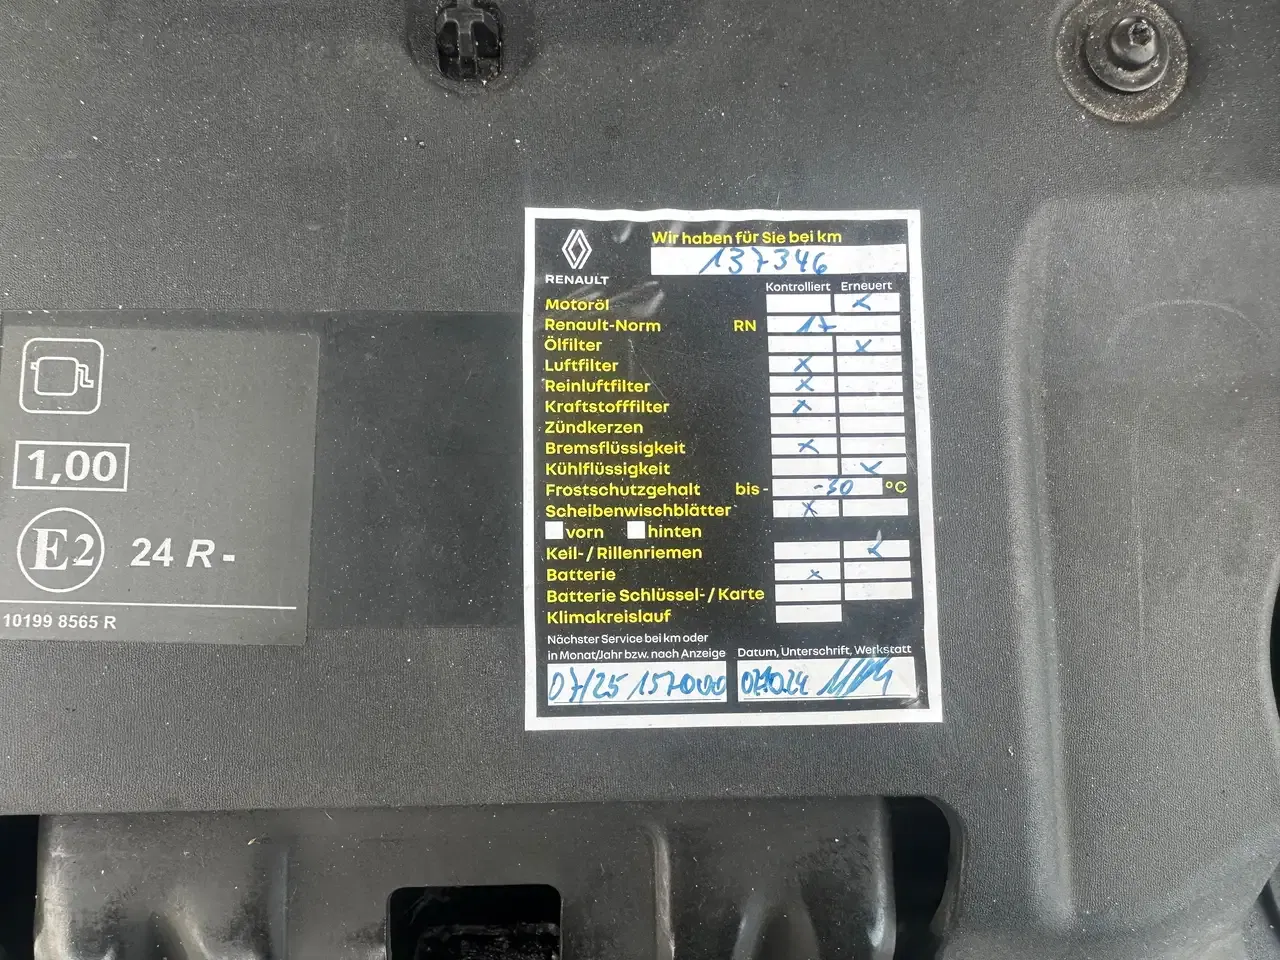 1,00
E2 24 R -
10199 8565 R
RENAULT
Wir haben für Sie bei km
137346
Kontrolliert Erneuert
Motoröl
Renault-Norm RN 17
Ölfilter x
Luftfilter x
Reinluftfilter x
Kraftstofffilter x
Zündkerzen
Bremsflüssigkeit x
Kühlflüssigkeit
Frostschutzgehalt bis - -30 °C
Scheibenwischblätter x
vorn hinten
Keil- / Rillenriemen
Batterie x
Batterie Schlüssel- / Karte
Klimakreislauf
Nächster Service bei km oder
in Monat/Jahr bzw. nach Anzeige
07/25 157000
Datum, Unterschrift, Werkstatt